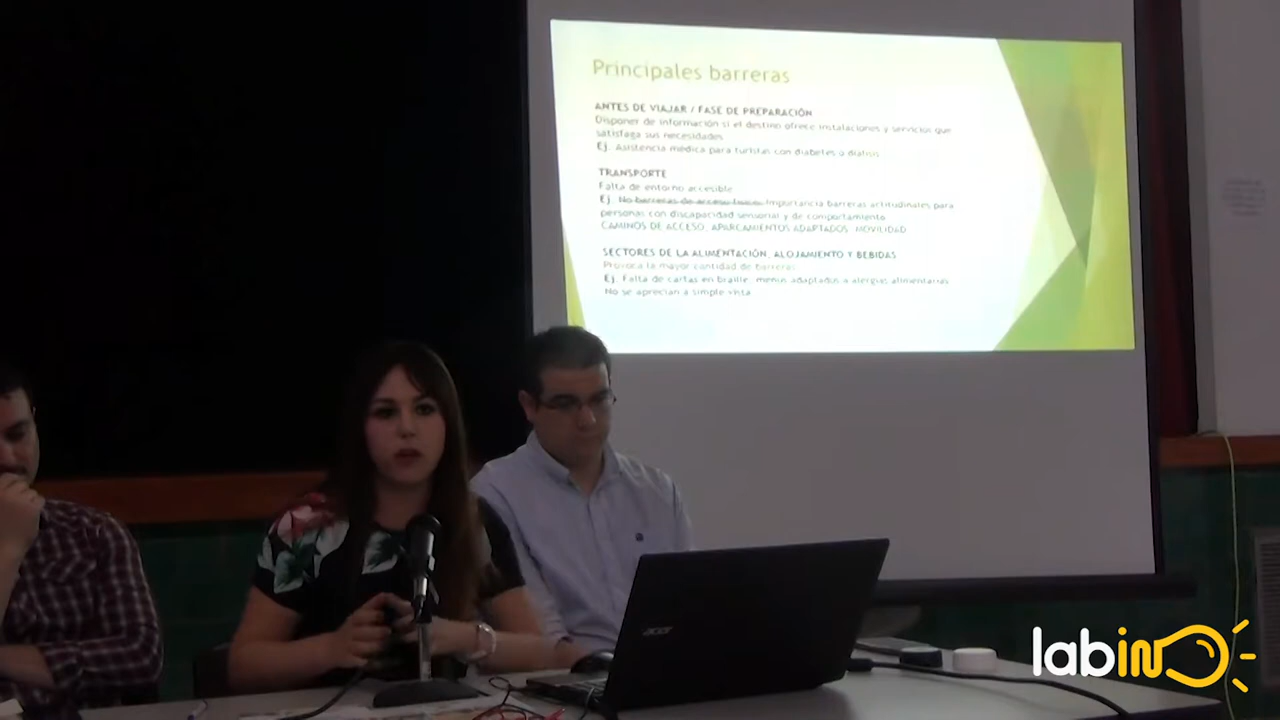 Principales barreras
ANTES DE VIAJAR / FASE DE PREPARACIÓN
Disponer de información si el destino ofrece instalaciones y servicios que
satisfaga sus necesidades
Ej. Asistencia médica para turistas con diabetes o diálisis
TRANSPORTE
Falta de entorno accesible
Ej. No barreras de acceso físico. Importancia barreras actitudinales para
personas con discapacidad sensorial y de comportamiento
CAMINOS DE ACCESO, APARCAMIENTOS ADAPTADOS, MOVILIDAD
SECTORES DE LA ALIMENTACIÓN, ALOJAMIENTO Y BEBIDAS
Provoca la mayor cantidad de barreras
Ej. Falta de cartas en braille, menús adaptados a alergias alimentarias
No se aprecian a simple vista
acer
labin